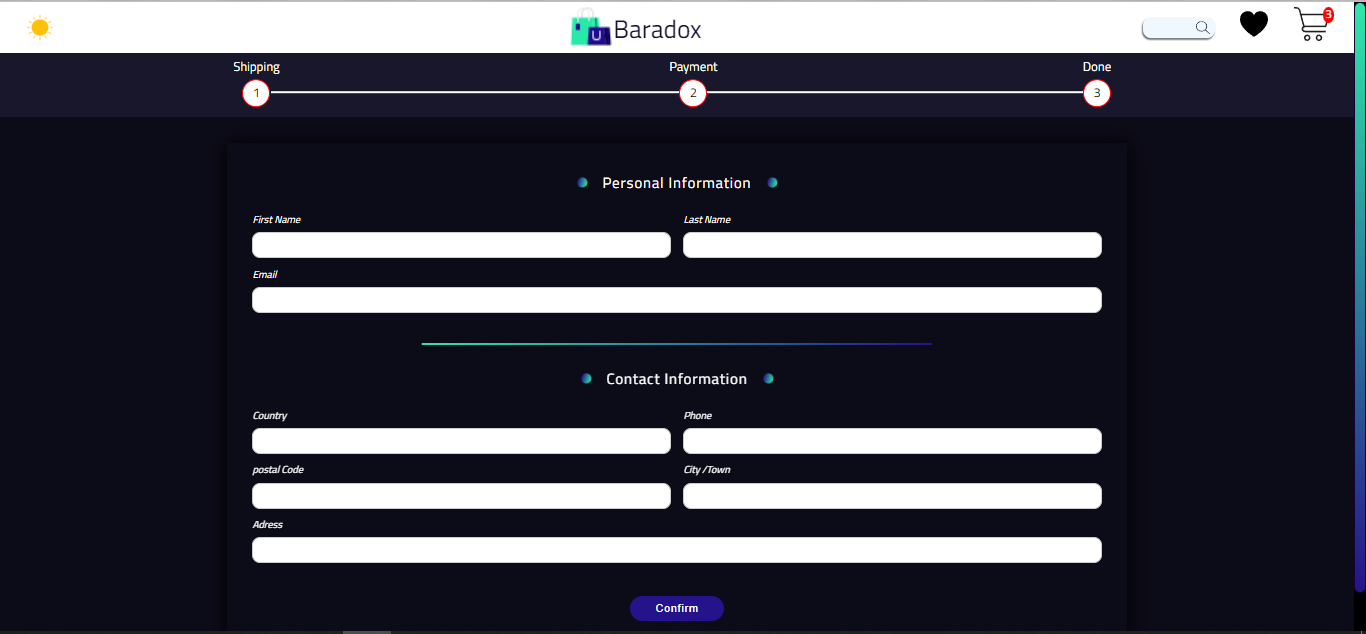 U Baradox
3
Shipping Payment Done
1 2 3
Personal Information
First Name Last Name
Email
Contact Information
Country Phone
postal Code City /Town
Adress
Confirm